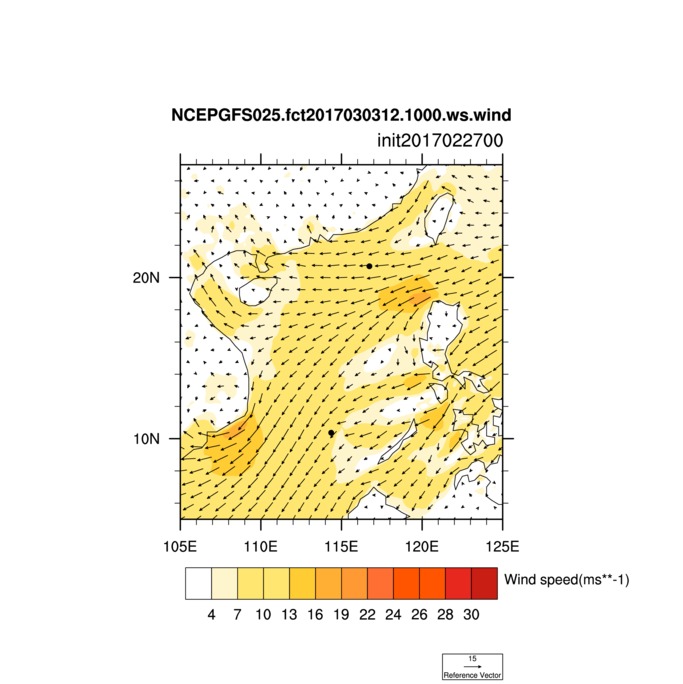 NCEPGFS025.fct2017030312.1000.ws.wind
init2017022700
20N
10N
105E 110E 115E 120E 125E
Wind speed(ms**-1)
4 7 10 13 16 19 22 24 26 28 30
15
Reference Vector